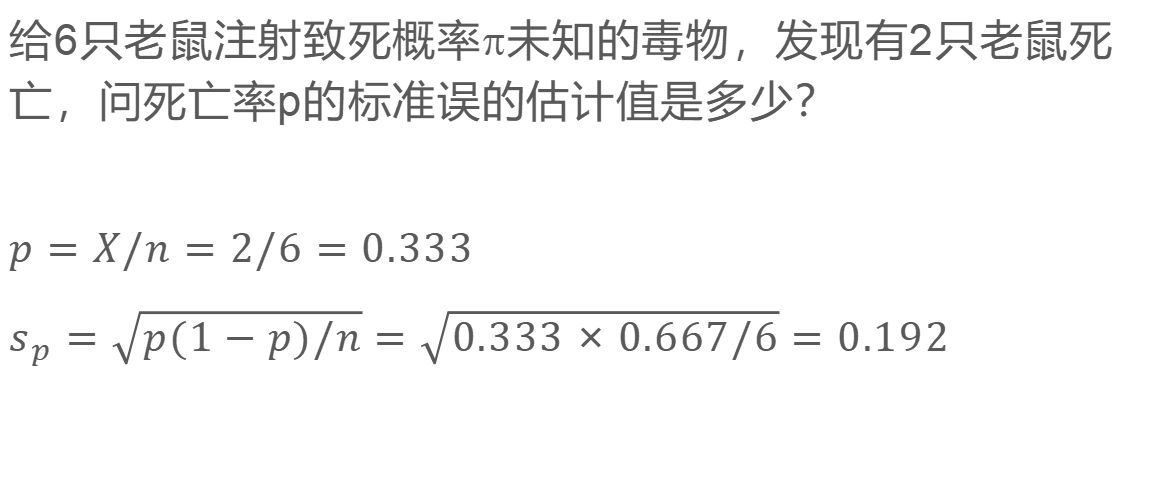 给6只老鼠注射致死概率π未知的毒物，发现有2只老鼠死
亡，问死亡率p的标准误的估计值是多少？
p = X/n = 2/6 = 0.333
sₚ = √p(1 − p)/n = √0.333 × 0.667/6 = 0.192